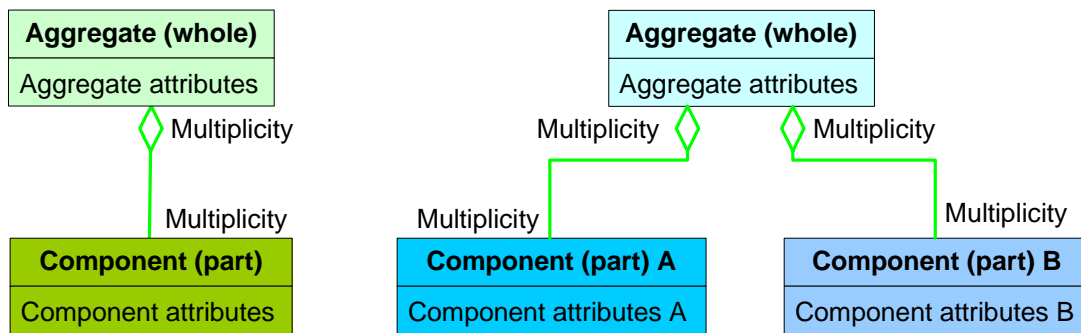 Aggregate (whole)
Aggregate attributes
Multiplicity
Multiplicity
Component (part)
Component attributes
Aggregate (whole)
Aggregate attributes
Multiplicity
Multiplicity
Multiplicity
Multiplicity
Component (part) A
Component attributes A
Component (part) B
Component attributes B